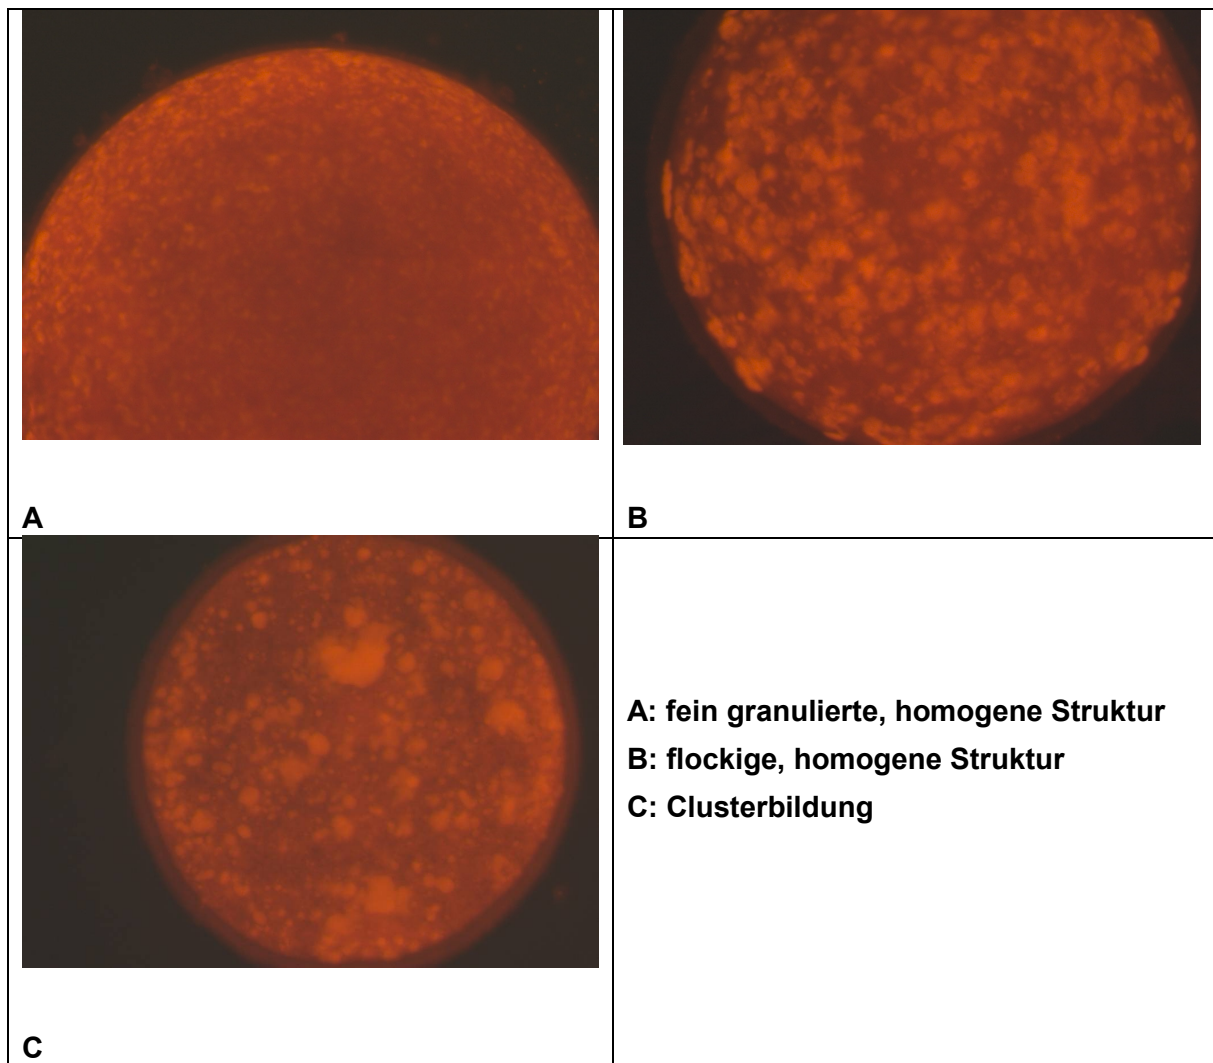 A
B
C
A: fein granulierte, homogene Struktur
B: flockige, homogene Struktur
C: Clusterbildung